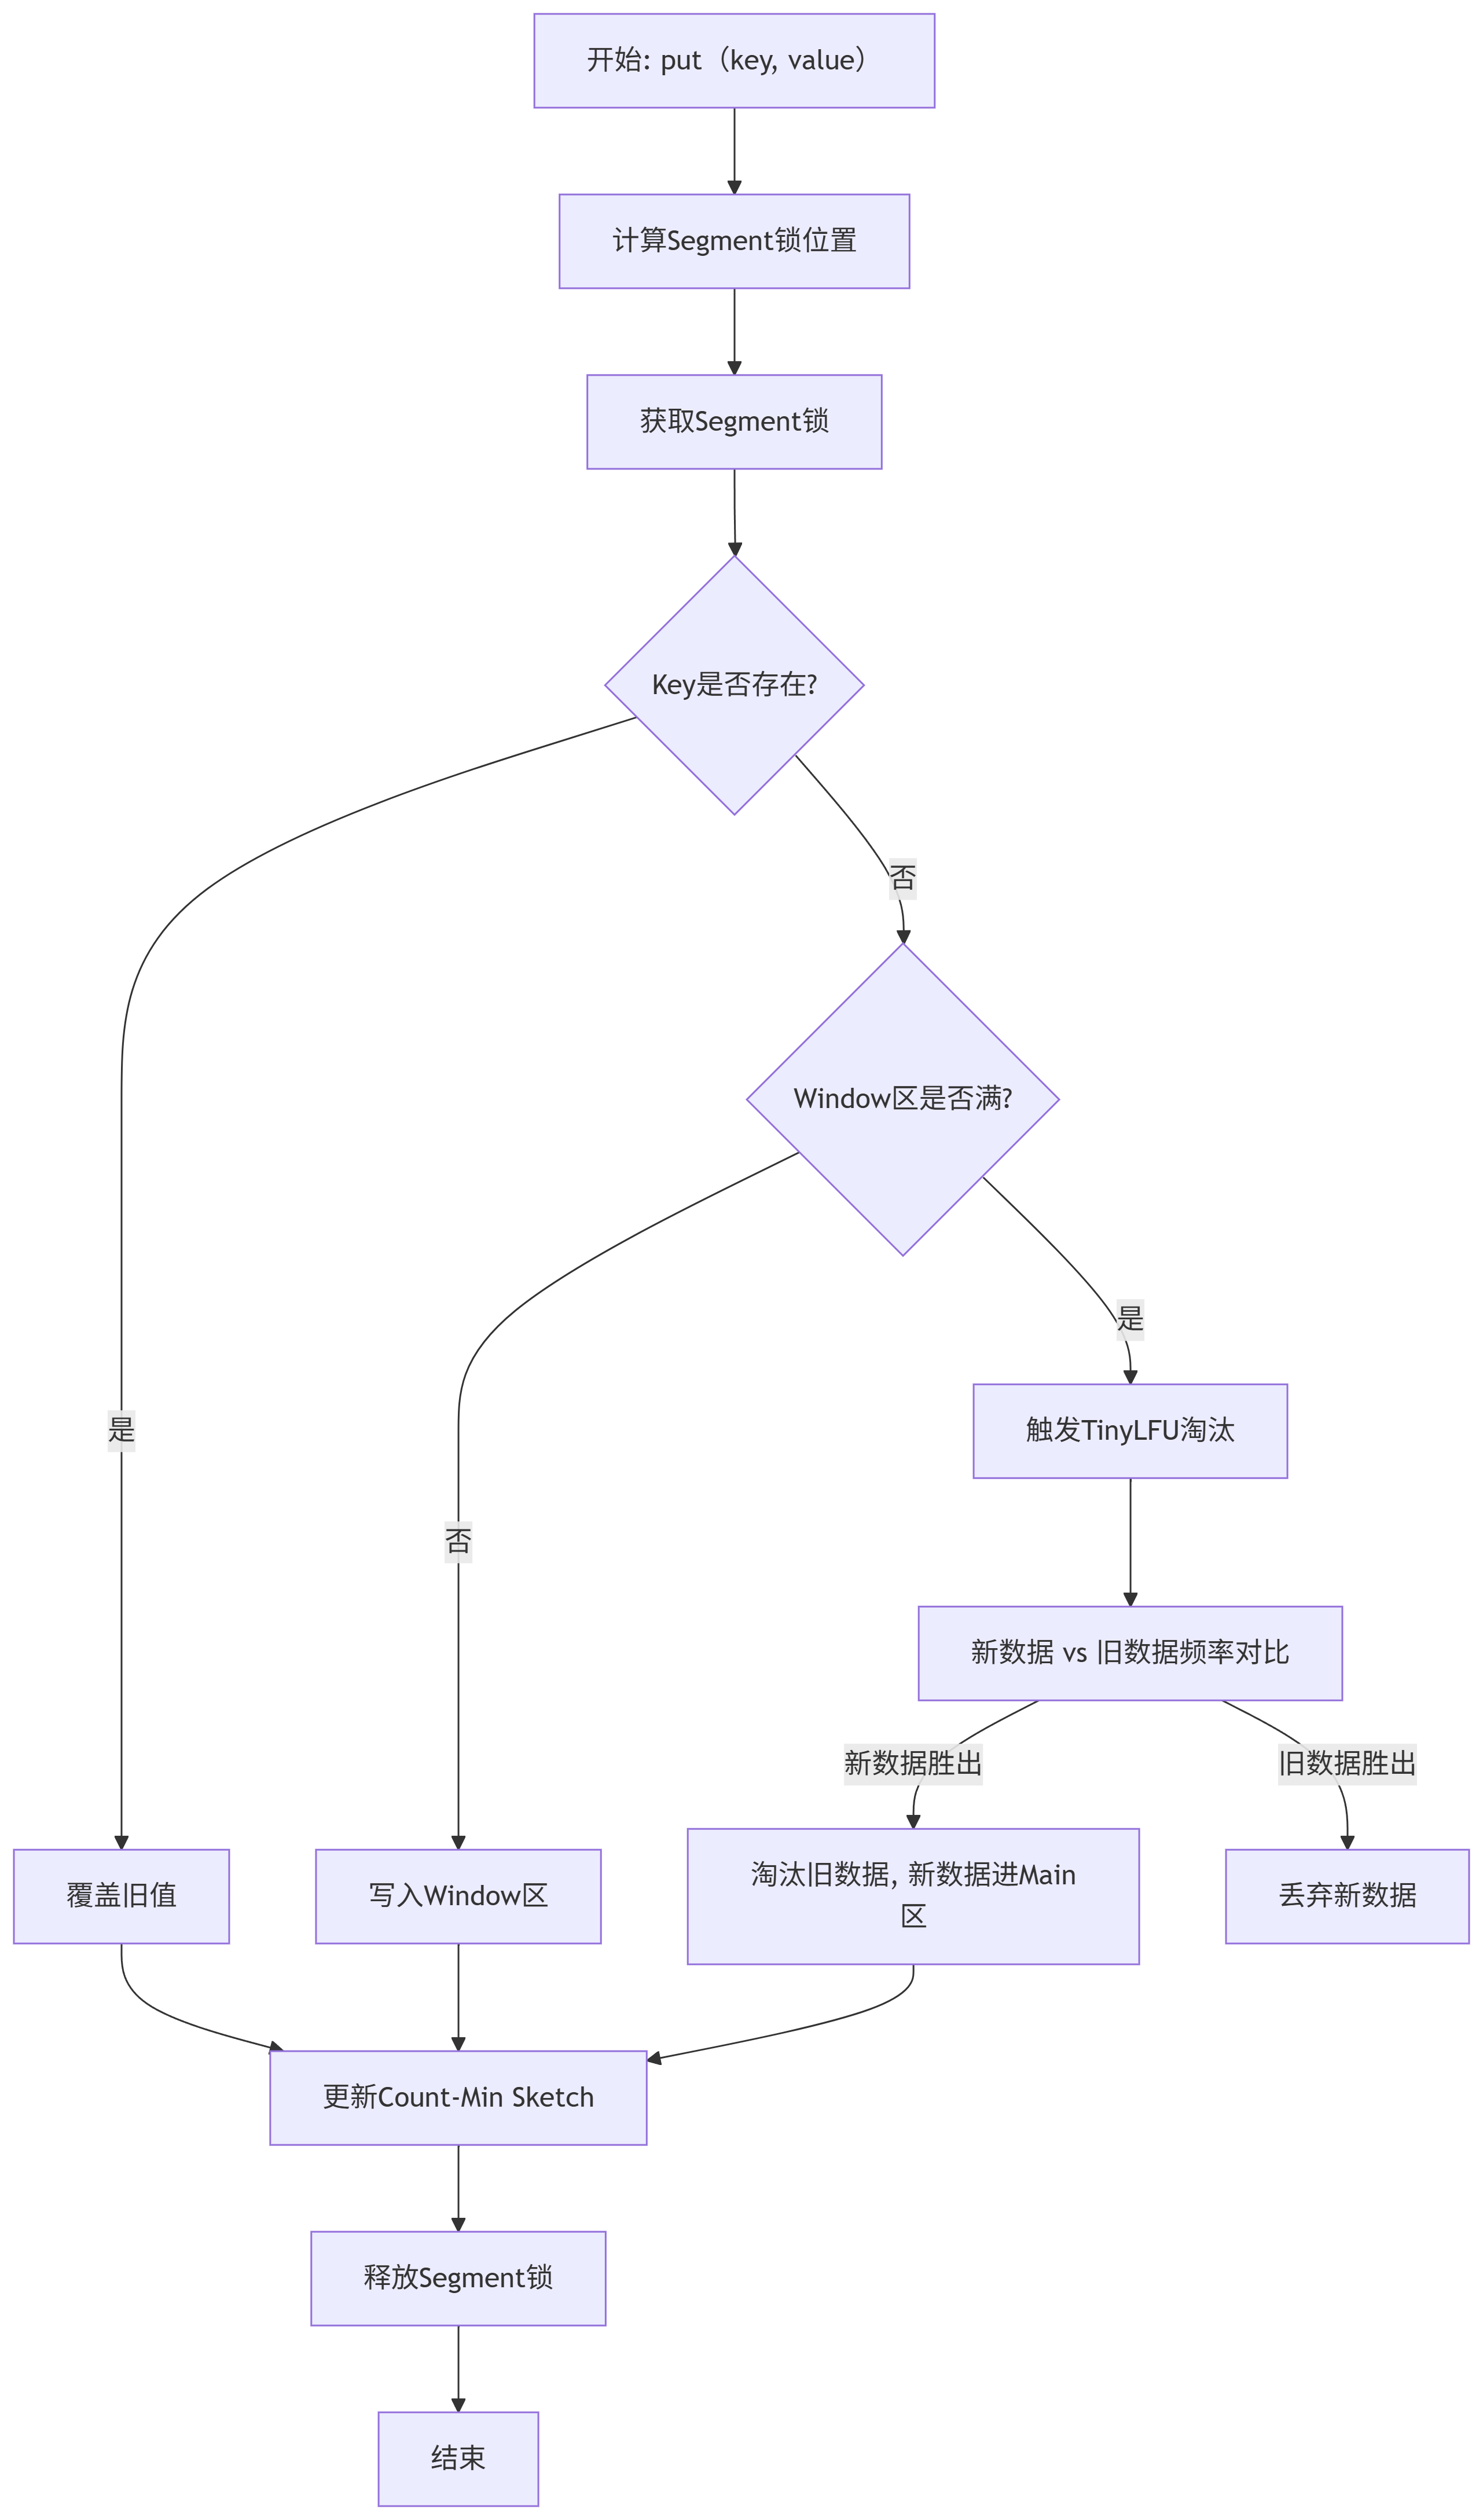 开始: put（key, value）
计算Segment锁位置
获取Segment锁
Key是否存在?
否
Window区是否满?
是
触发TinyLFU淘汰
是
否
新数据 vs 旧数据频率对比
新数据胜出
旧数据胜出
覆盖旧值
写入Window区
淘汰旧数据, 新数据进Main
区
丢弃新数据
更新Count-Min Sketch
释放Segment锁
结束